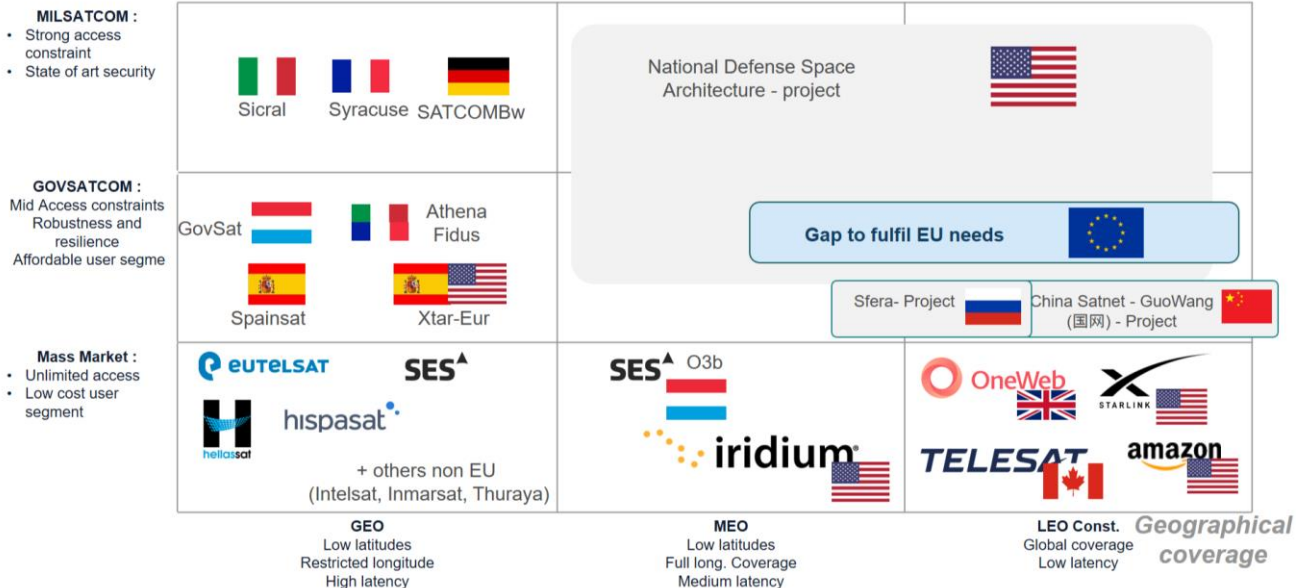 MILSATCOM :
• Strong access
constraint
• State of art security
Sicral
Syracuse
SATCOMBw
National Defense Space
Architecture - project
GOVSATCOM :
Mid Access constraints
Robustness and
resilience
Affordable user segme
GovSat
Athena
Fidus
Spainsat
Xtar-Eur
Gap to fulfil EU needs
Sfera- Project
China Satnet - GuoWang
(国网) - Project
Mass Market :
• Unlimited access
• Low cost user
segment
eutelsat
SES
H
hellassat
hispasat
+ others non EU
(Intelsat, Inmarsat, Thuraya)
SES
O3b
iridium
OneWeb
STARLINK
TELESAT
amazon
GEO
Low latitudes
Restricted longitude
High latency
MEO
Low latitudes
Full long. Coverage
Medium latency
LEO Const.
Global coverage
Low latency
Geographical
coverage